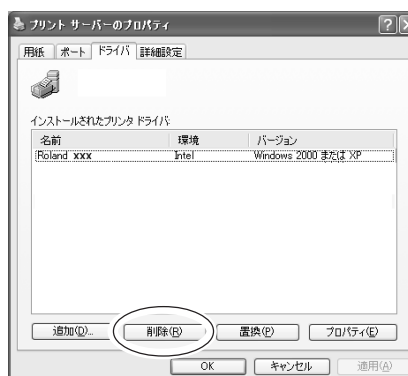 プリント サーバーのプロパティ
用紙 ポート ドライバ 詳細設定
インストールされたプリンタ ドライバ:
名前 環境 バージョン
Roland xxx Intel Windows 2000 または XP
追加(D)... 削除(R) 置換(P) プロパティ(E)
OK キャンセル 適用(A)